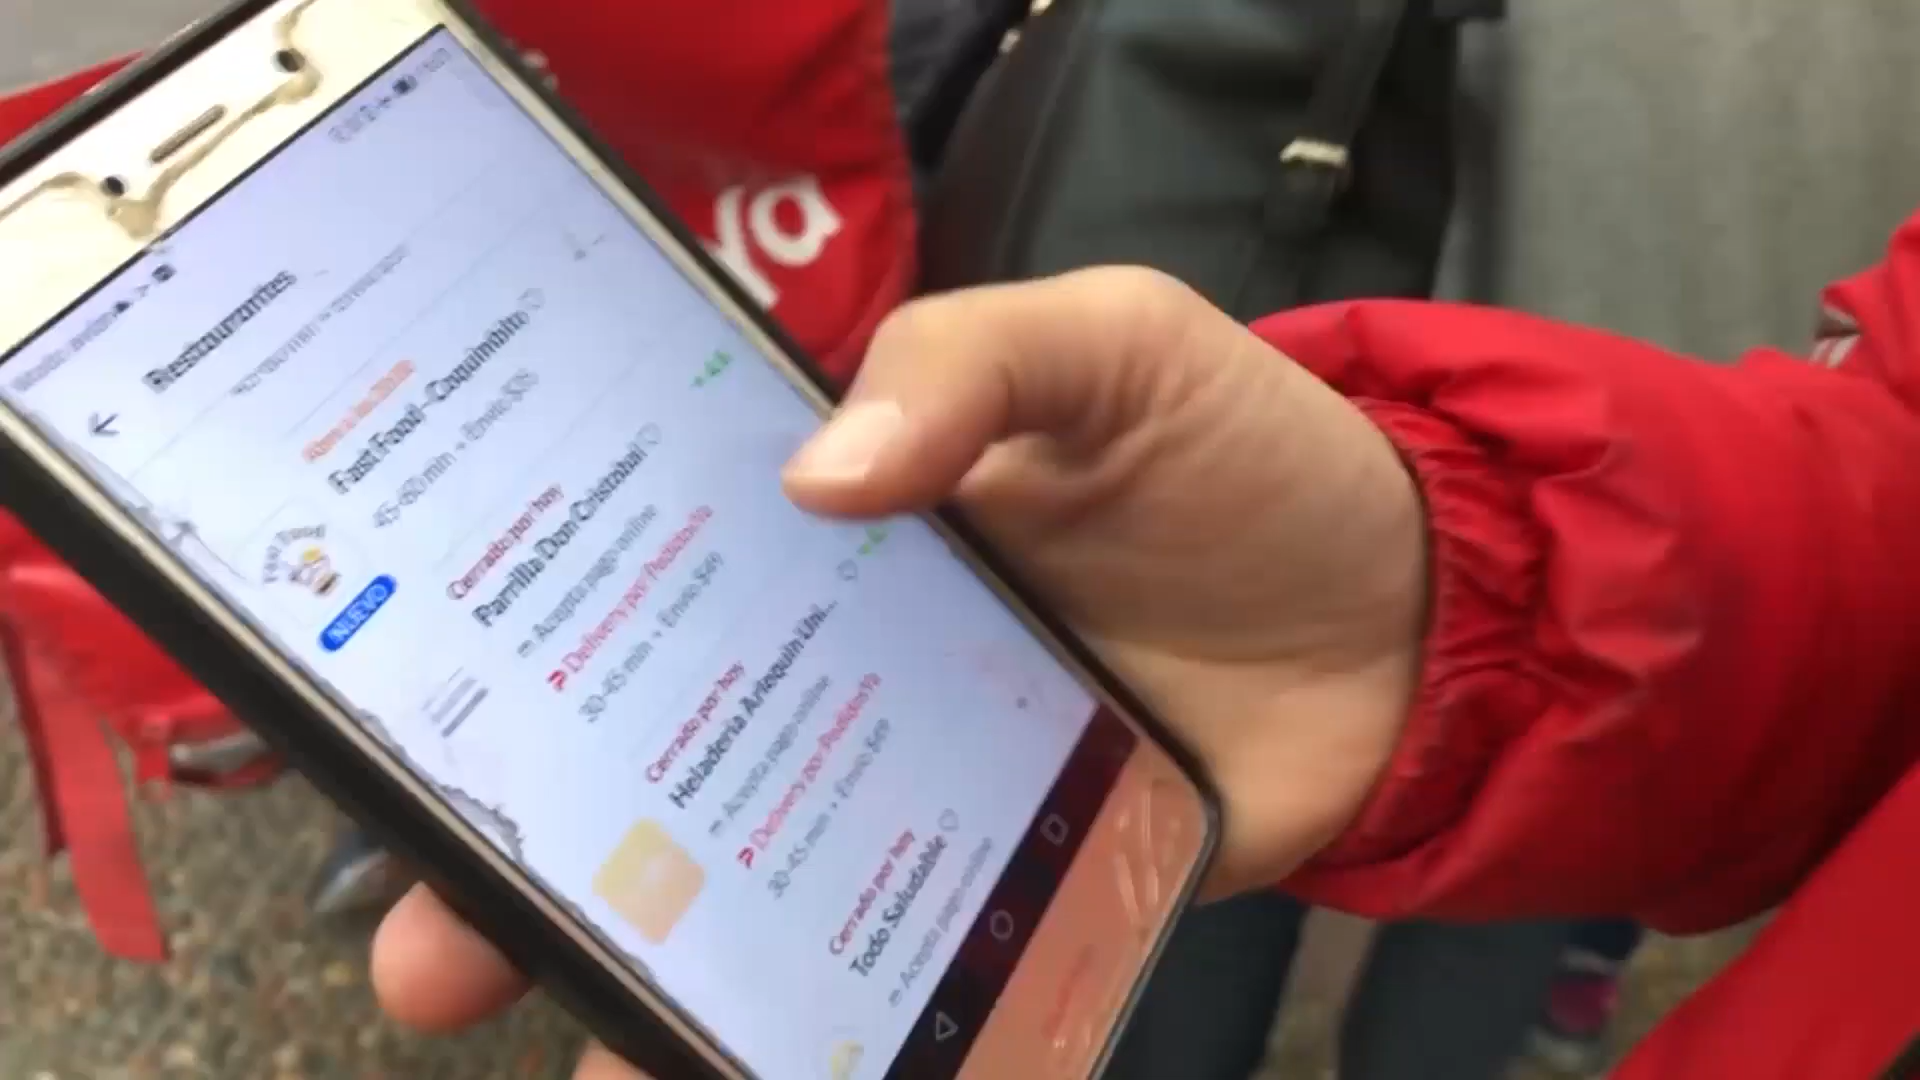 Restaurantes
Fast Food - Coquimbito
45-60 min • Envío $35
NUEVO
Cerrado por hoy
Parrilla Don Cristobal
Acepta pago online
Delivery por PedidosYa
30-45 min • Envío $49
Cerrado por hoy
Heladería Arlequin Uni...
Acepta pago online
Delivery por PedidosYa
30-45 min • Envío $49
Cerrado por hoy
Todo Saludable
Acepta pago online
Ya